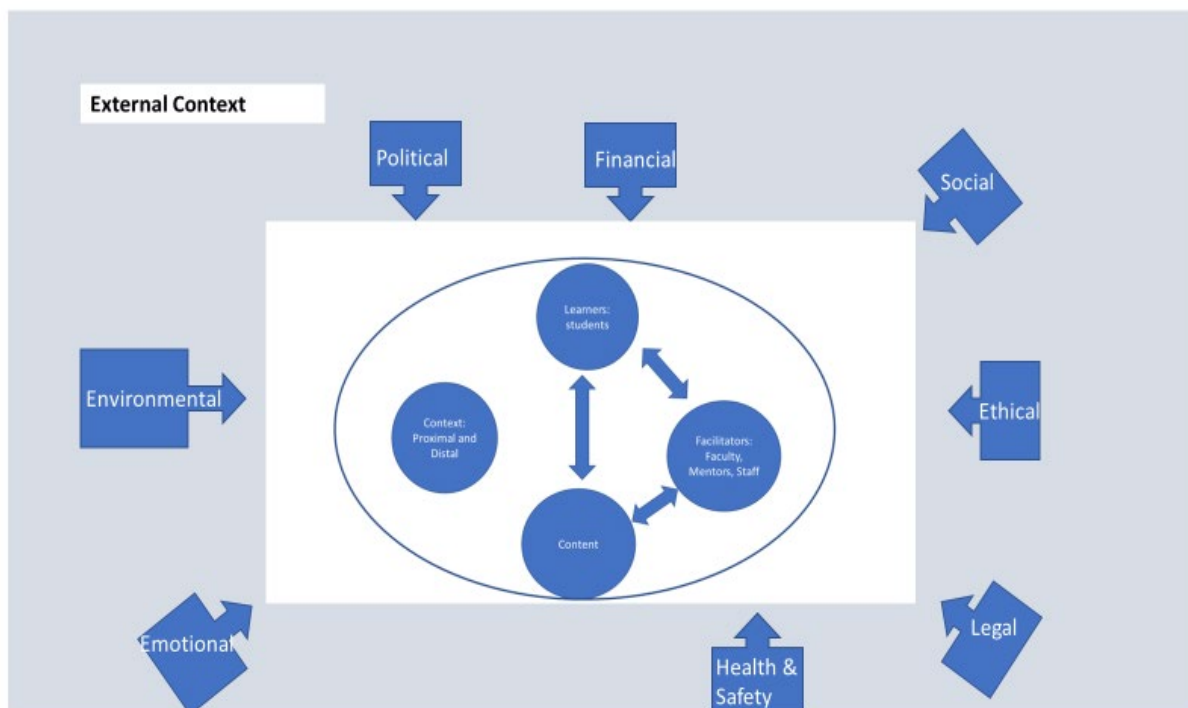 External Context
Political
Financial
Social
Learners:
students
Environmental
Ethical
Context:
Proximal and
Distal
Facilitators:
Faculty,
Mentors, Staff
Content
Emotional
Legal
Health &
Safety